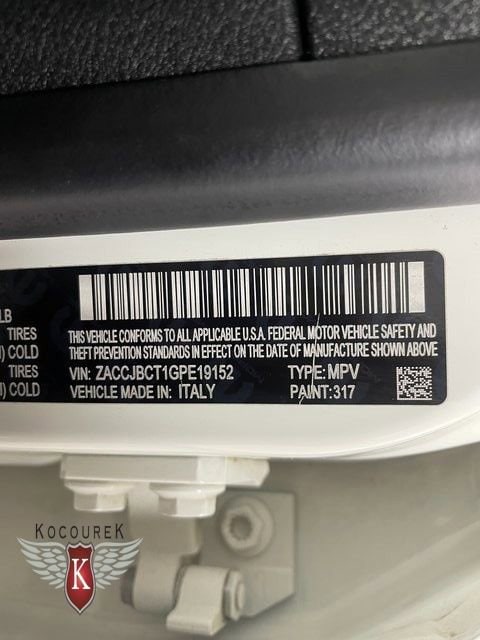 LB
TIRES
) COLD
TIRES
) COLD
THIS VEHICLE CONFORMS TO ALL APPLICABLE U.S.A. FEDERAL MOTOR VEHICLE SAFETY AND
THEFT PREVENTION STANDARDS IN EFFECT ON THE DATE OF MANUFACTURE SHOWN ABOVE
VIN: ZACCJBCT1GPE19152 TYPE: MPV
VEHICLE MADE IN: ITALY PAINT: 317
KOCOUREK
K